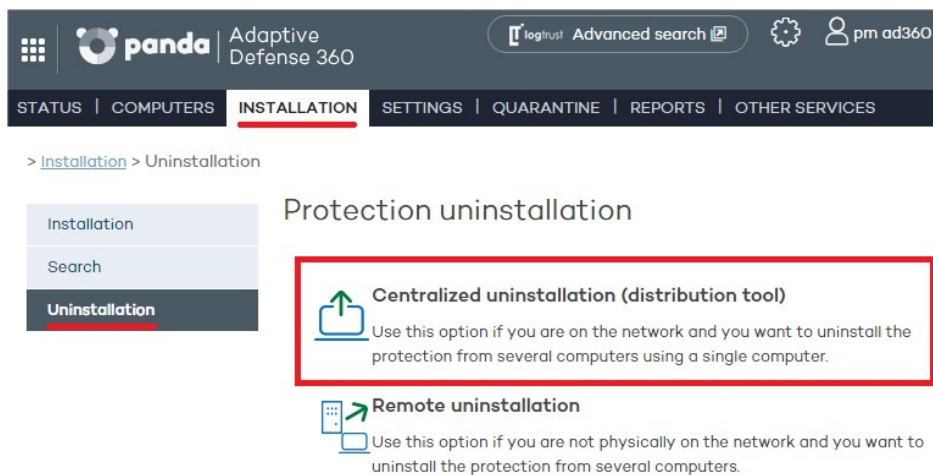 panda
Adaptive
Defense 360
logtrust Advanced search
pm ad360
STATUS | COMPUTERS INSTALLATION SETTINGS | QUARANTINE | REPORTS | OTHER SERVICES
> Installation > Uninstallation
Installation
Search
Uninstallation
Protection uninstallation
Centralized uninstallation (distribution tool)
Use this option if you are on the network and you want to uninstall the
protection from several computers using a single computer.
Remote uninstallation
Use this option if you are not physically on the network and you want to
uninstall the protection from several computers.